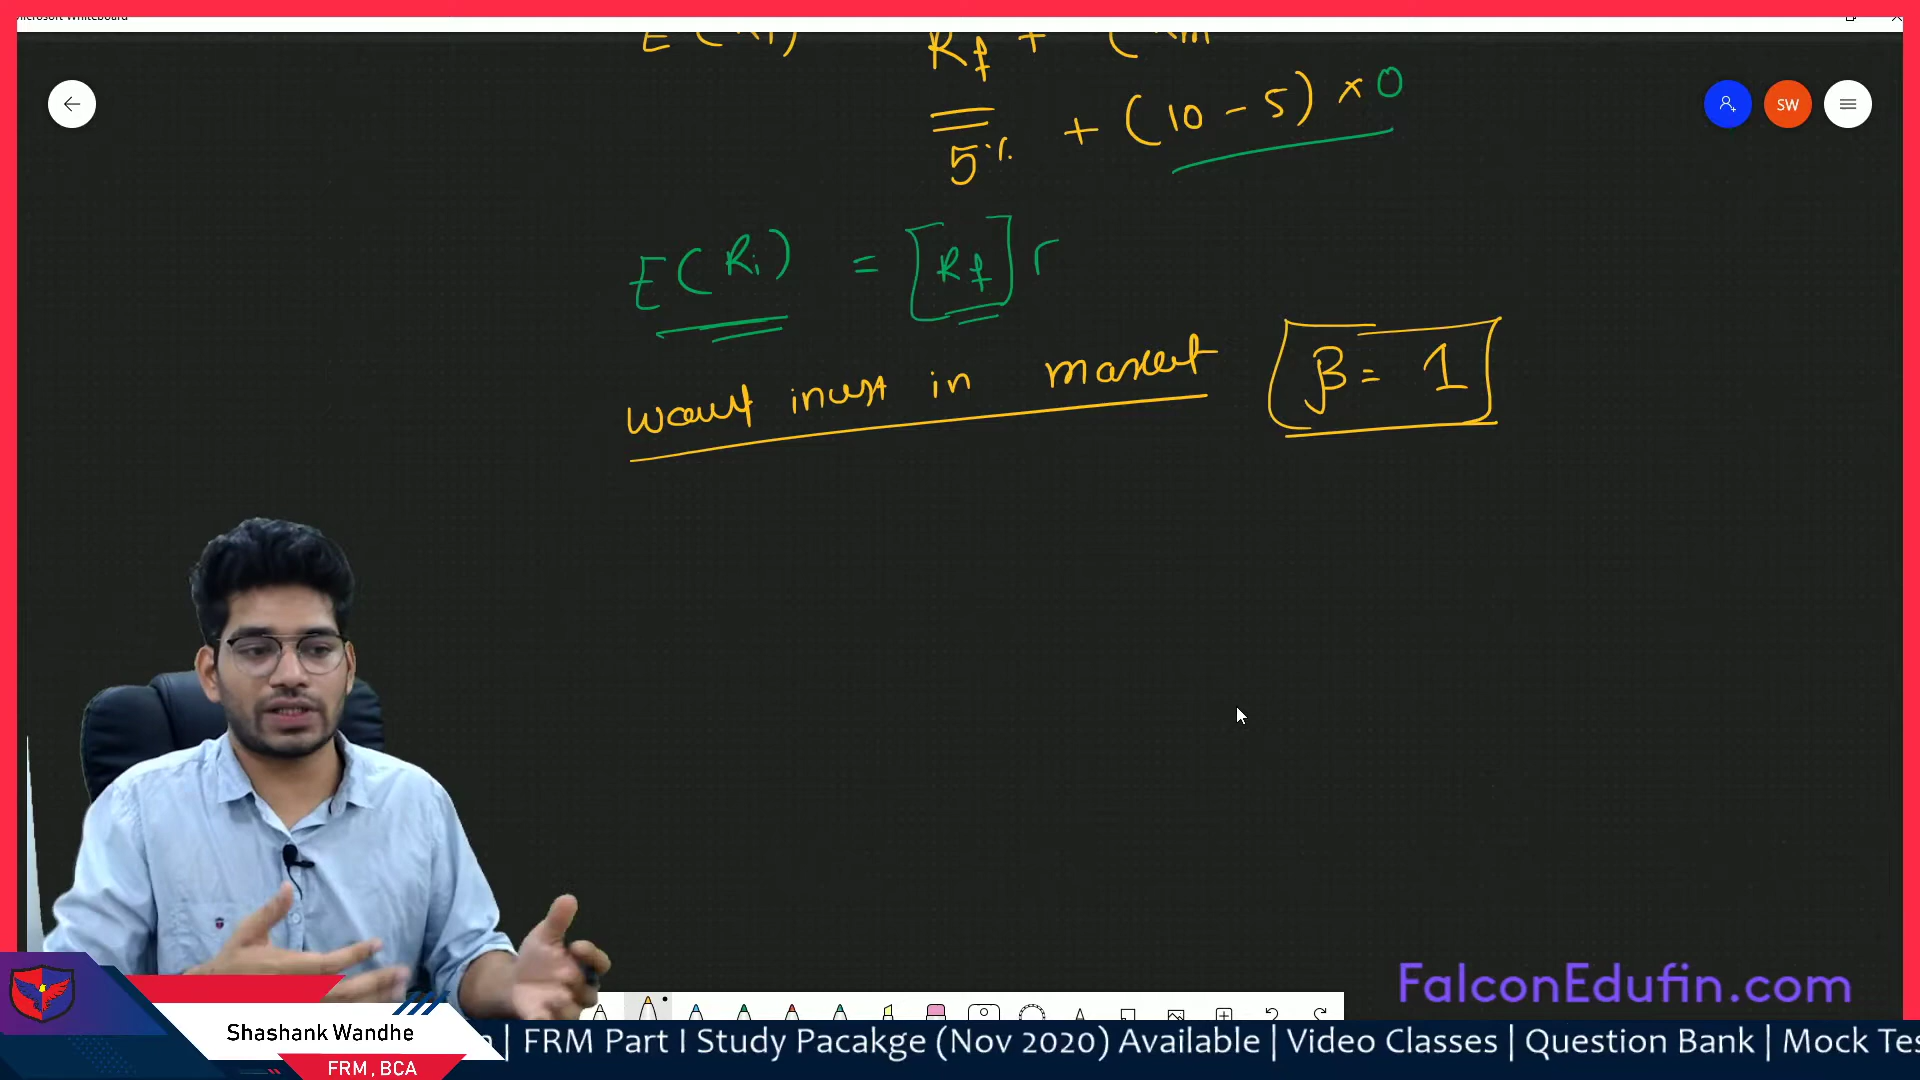 Microsoft Whiteboard
E(Ri) Rf + (Rm
5% + (10 - 5) × 0
SW
E(Ri) = [Rf] r
want invest in market β = 1
FalconEdufin.com
Shashank Wandhe
FRM, BCA
n | FRM Part I Study Pacakge (Nov 2020) Available | Video Classes | Question Bank | Mock Tes